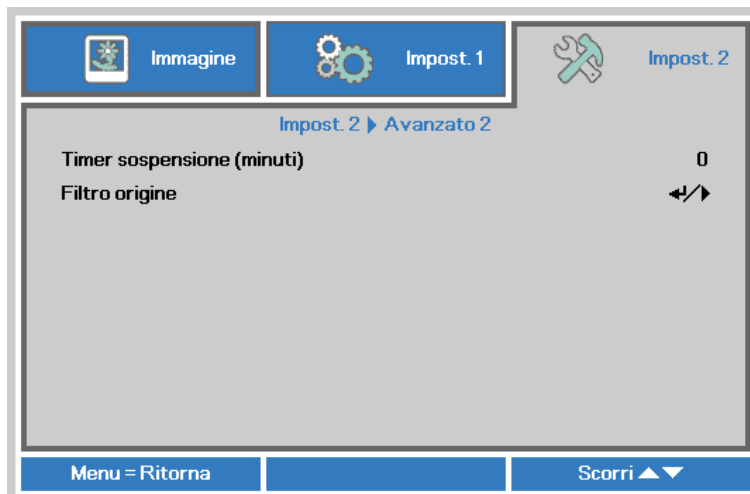 Immagine
Impost. 1
Impost. 2
Impost. 2 ▶ Avanzato 2
Timer sospensione (minuti) 0
Filtro origine ↵/▶
Menu = Ritorna
Scorri ▲▼